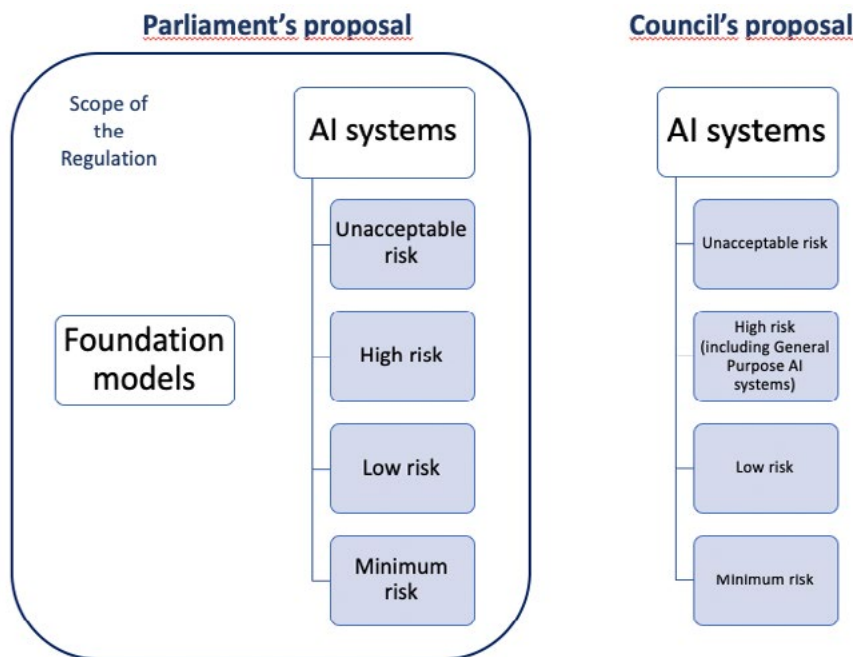 Parliament's proposal
Scope of
the
Regulation
AI systems
Unacceptable
risk
Foundation
models
High risk
Low risk
Minimum
risk
Council's proposal
AI systems
Unacceptable risk
High risk
(including General
Purpose AI
systems)
Low risk
Minimum risk